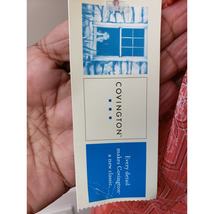 COVINGTON
Every detail
makes Covington
a new classic.